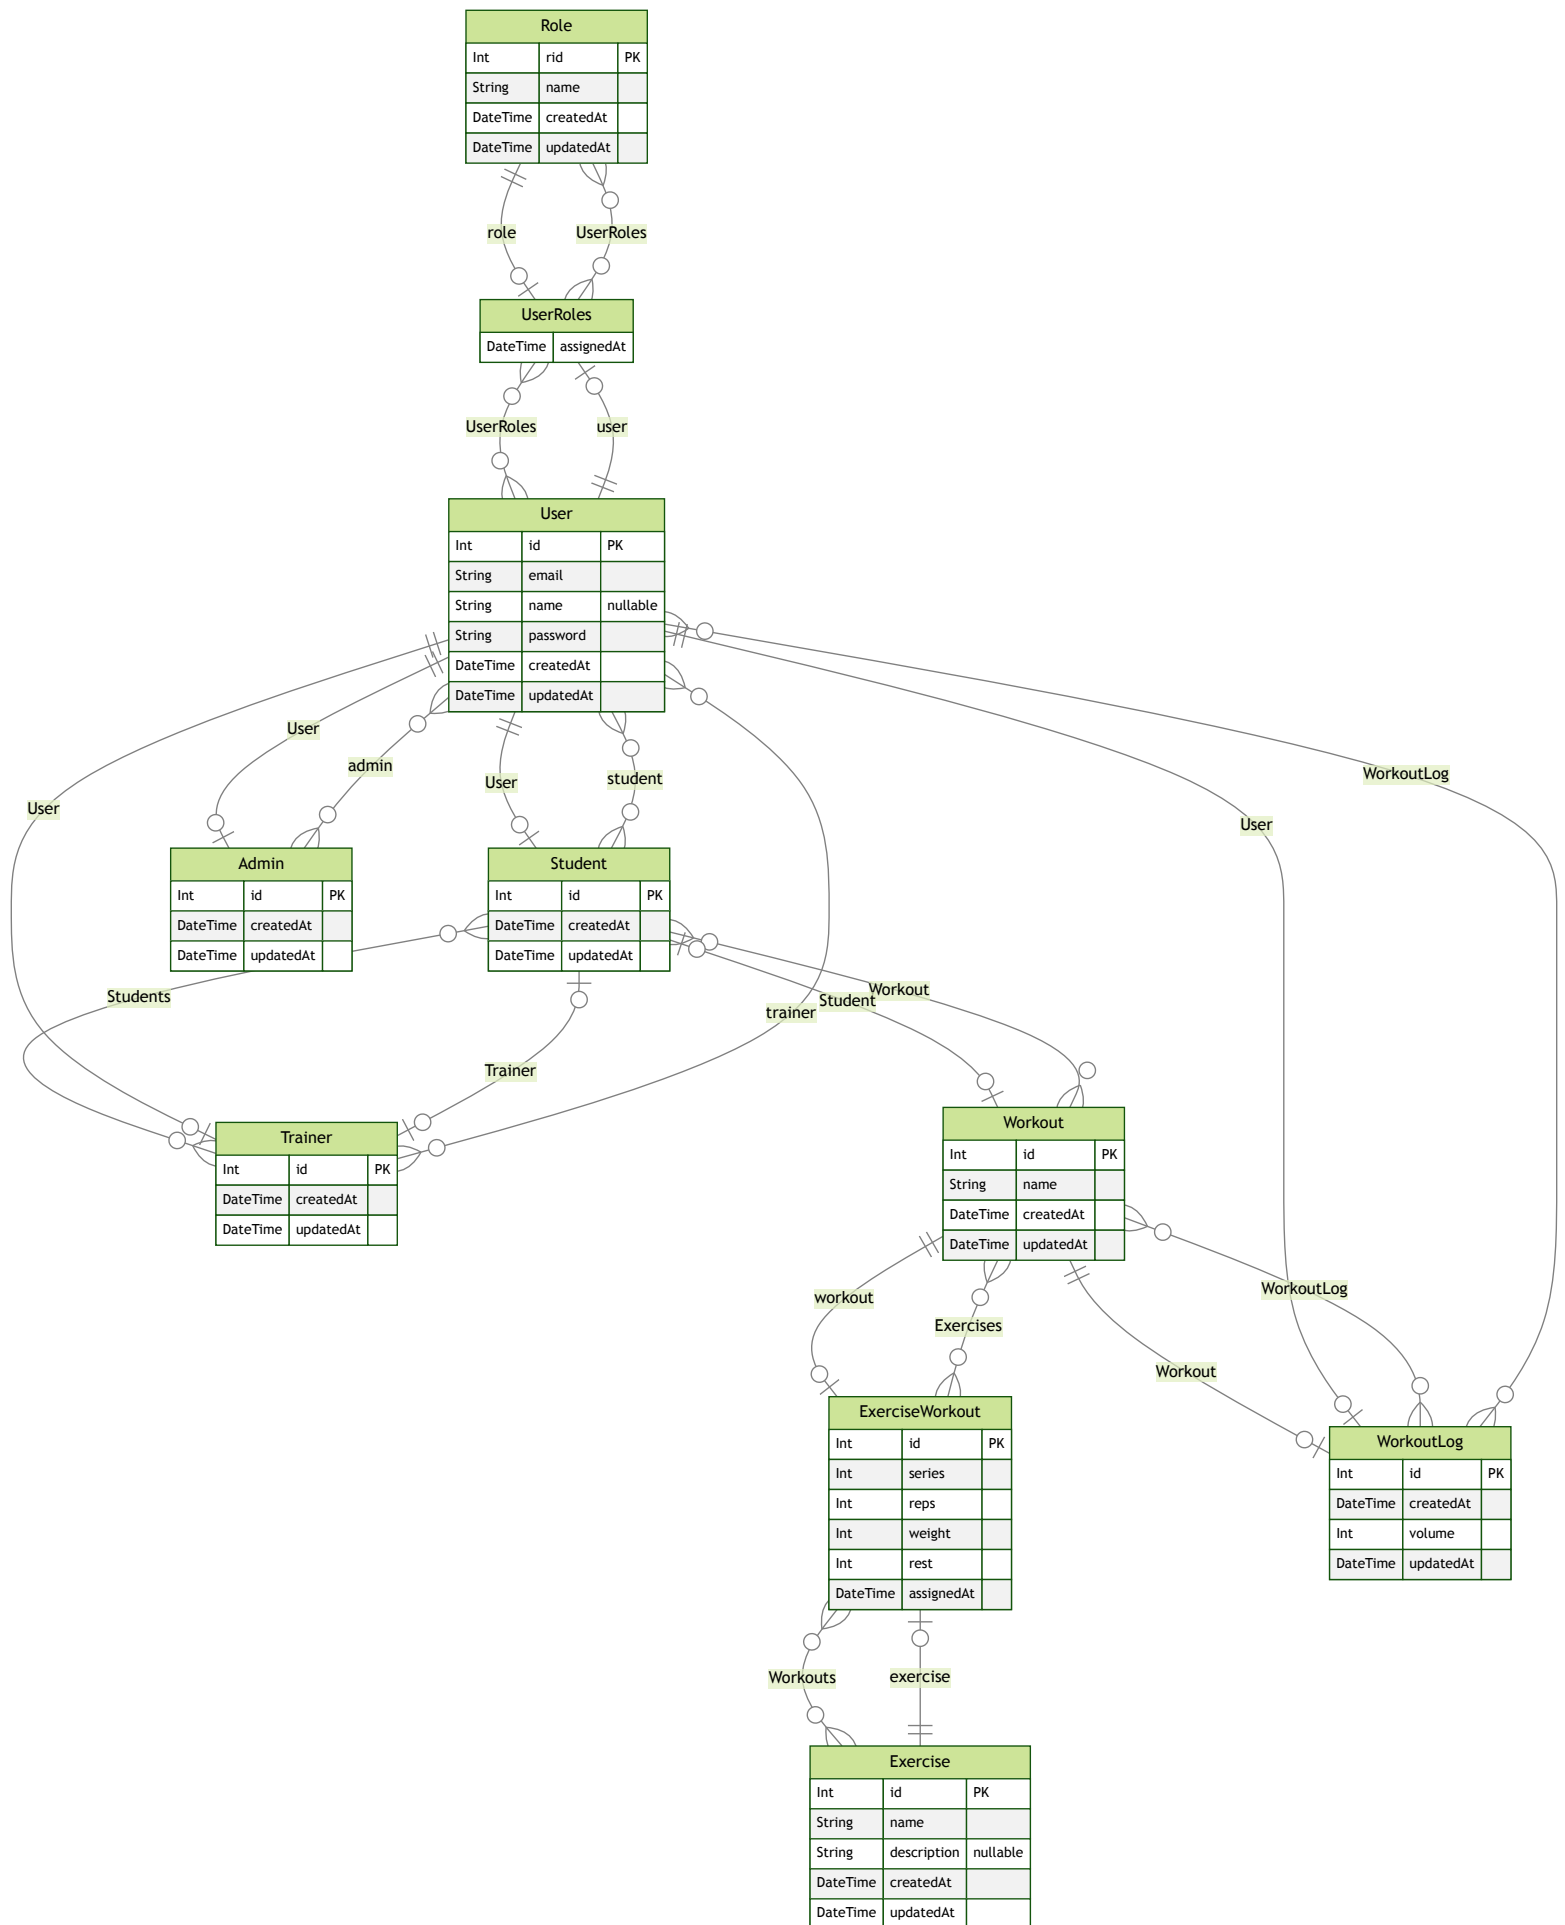 Role
Int rid PK
String name
DateTime createdAt
DateTime updatedAt
role UserRoles
UserRoles
DateTime assignedAt
UserRoles user
User
Int id PK
String email
String name nullable
String password
DateTime createdAt
DateTime updatedAt
User
admin
User
student
User
WorkoutLog
User
Admin
Int id PK
DateTime createdAt
DateTime updatedAt
Student
Int id PK
DateTime createdAt
DateTime updatedAt
Students
Trainer
trainer
Student
Workout
Trainer
Int id PK
DateTime createdAt
DateTime updatedAt
Workout
Int id PK
String name
DateTime createdAt
DateTime updatedAt
workout
Exercises
Workout
WorkoutLog
ExerciseWorkout
Int id PK
Int series
Int reps
Int weight
Int rest
DateTime assignedAt
WorkoutLog
Int id PK
DateTime createdAt
Int volume
DateTime updatedAt
Workouts exercise
Exercise
Int id PK
String name
String description nullable
DateTime createdAt
DateTime updatedAt